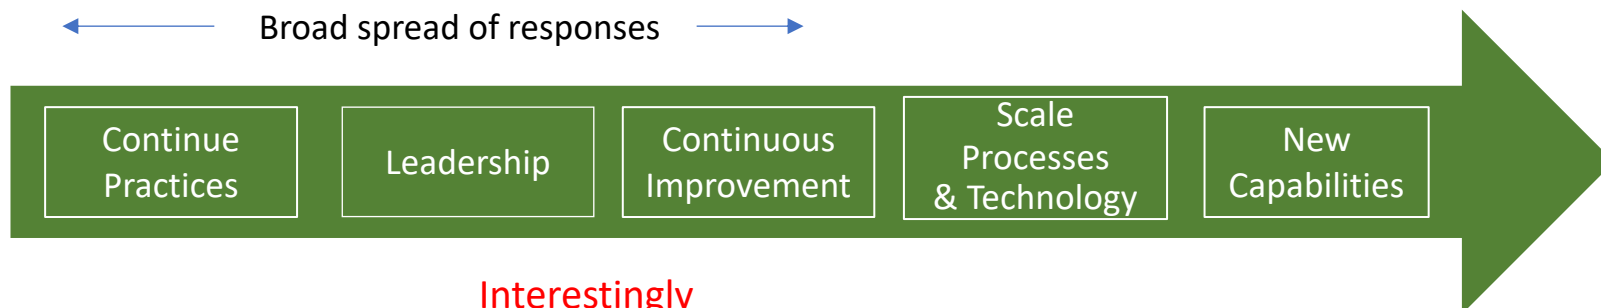 Broad spread of responses
Continue
Practices
Leadership
Continuous
Improvement
Scale
Processes
& Technology
New
Capabilities
Interestingly